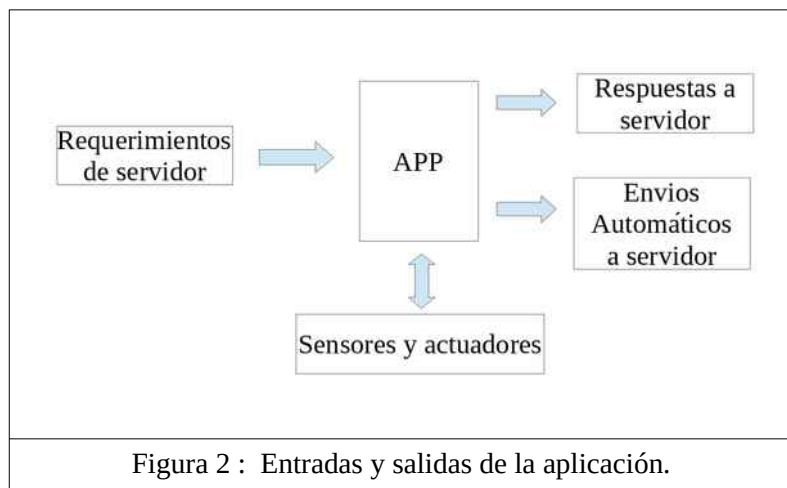 Requerimientos
de servidor
APP
Respuestas a
servidor
Envios
Automáticos
a servidor
Sensores y actuadores
Figura 2 : Entradas y salidas de la aplicación.